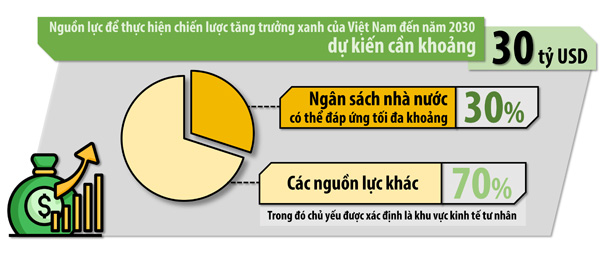 Nguồn lực để thực hiện chiến lược tăng trưởng xanh của Việt Nam đến năm 2030
dự kiến cần khoảng
30 tỷ USD
Ngân sách nhà nước
có thể đáp ứng tối đa khoảng
30%
Các nguồn lực khác
70%
Trong đó chủ yếu được xác định là khu vực kinh tế tư nhân
$